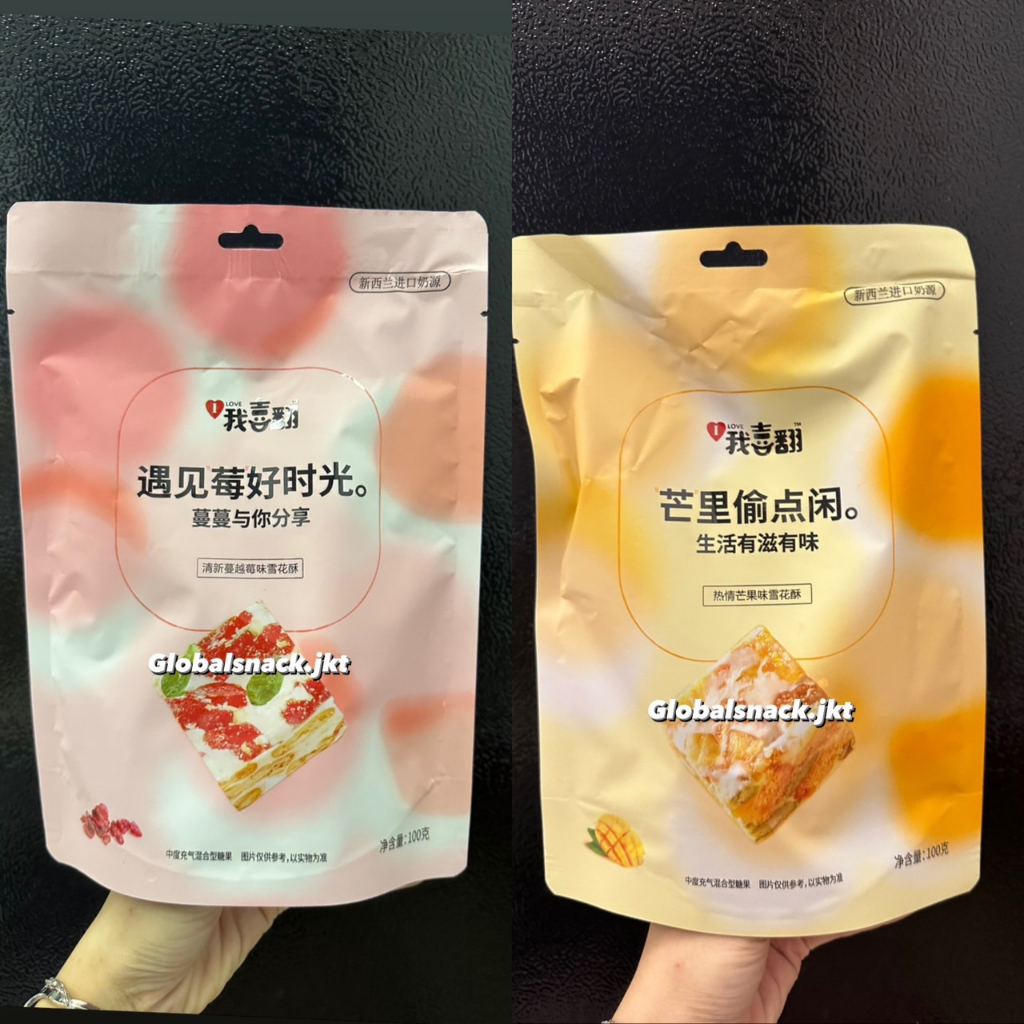 新西兰进口奶源
I LOVE
我喜翻
遇见莓好时光。
蔓蔓与你分享
清新蔓越莓味雪花酥
Globalsnack.jkt
净含量:100克
中度充气混合型糖果 图片仅供参考,以实物为准
新西兰进口奶源
I LOVE
我喜翻™
芒里偷点闲。
生活有滋有味
热情芒果味雪花酥
Globalsnack.jkt
净含量:100克
中度充气混合型糖果 图片仅供参考,以实物为准